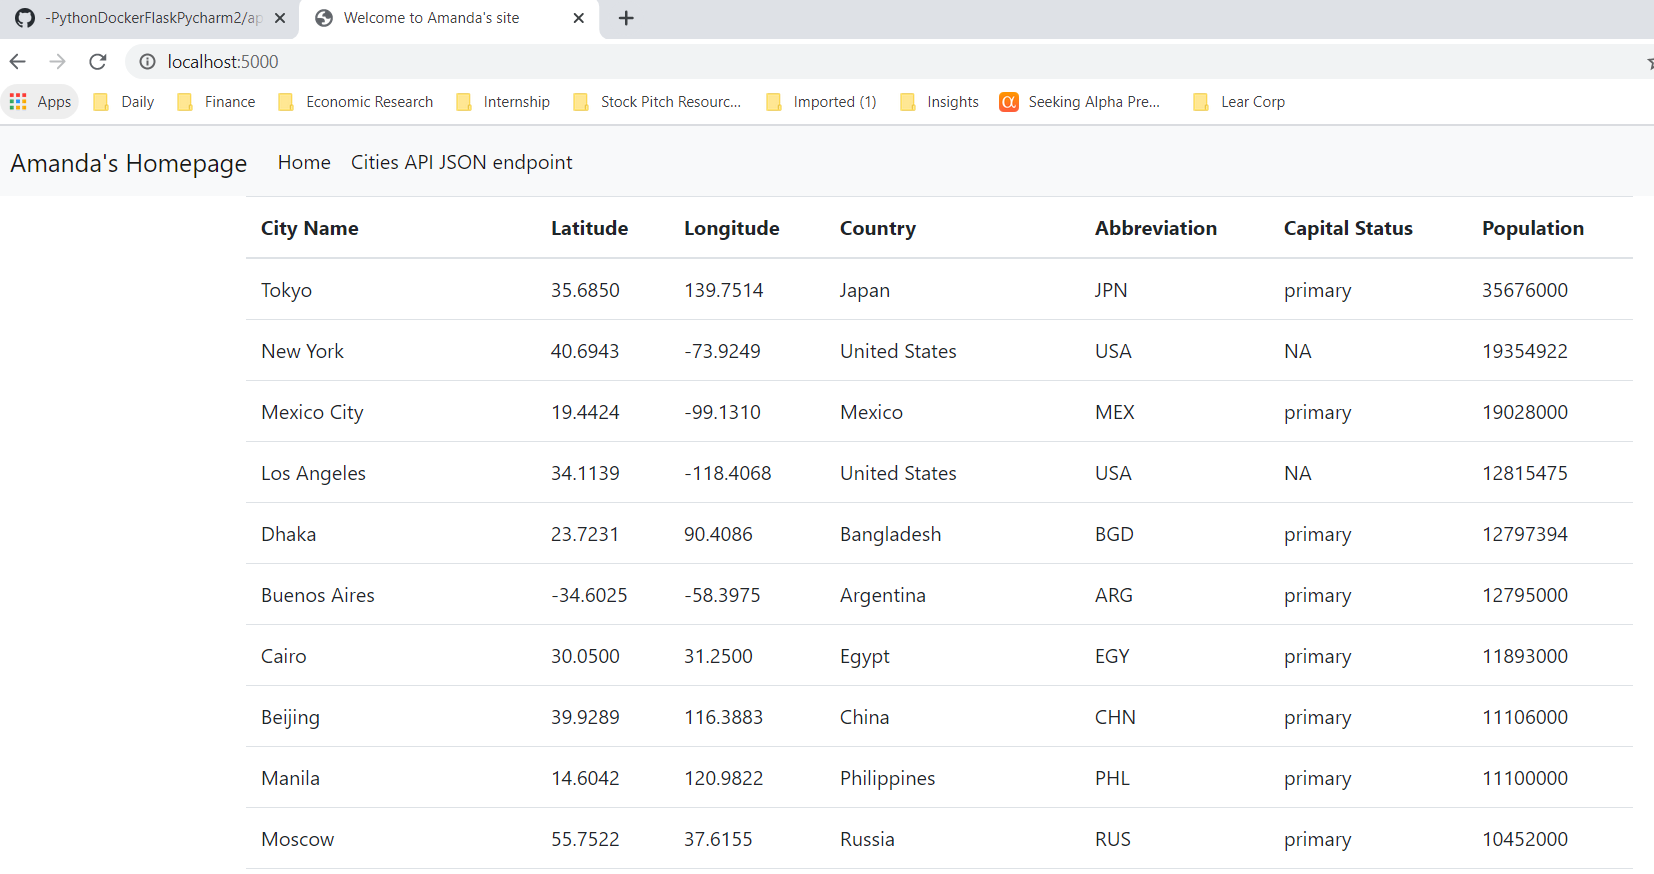 -PythonDockerFlaskPycharm2/ap Welcome to Amanda's site
localhost:5000
Apps Daily Finance Economic Research Internship Stock Pitch Resourc... Imported (1) Insights Seeking Alpha Pre... Lear Corp
Amanda's Homepage Home Cities API JSON endpoint
City Name Latitude Longitude Country Abbreviation Capital Status Population
Tokyo 35.6850 139.7514 Japan JPN primary 35676000
New York 40.6943 -73.9249 United States USA NA 19354922
Mexico City 19.4424 -99.1310 Mexico MEX primary 19028000
Los Angeles 34.1139 -118.4068 United States USA NA 12815475
Dhaka 23.7231 90.4086 Bangladesh BGD primary 12797394
Buenos Aires -34.6025 -58.3975 Argentina ARG primary 12795000
Cairo 30.0500 31.2500 Egypt EGY primary 11893000
Beijing 39.9289 116.3883 China CHN primary 11106000
Manila 14.6042 120.9822 Philippines PHL primary 11100000
Moscow 55.7522 37.6155 Russia RUS primary 10452000